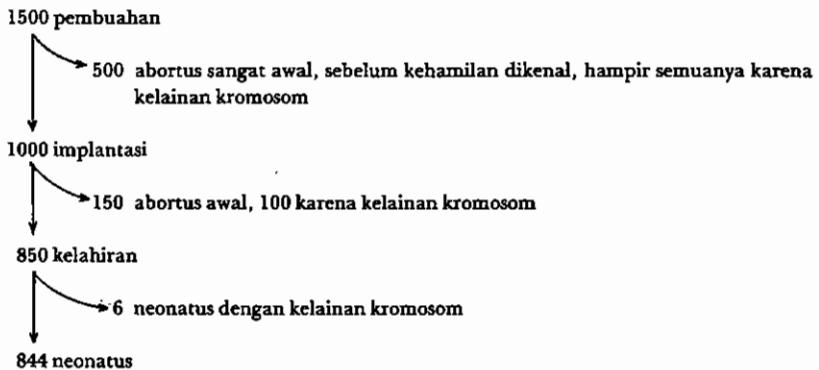 1500 pembuahan
500 abortus sangat awal, sebelum kehamilan dikenal, hampir semuanya karena
kelainan kromosom
1000 implantasi
150 abortus awal, 100 karena kelainan kromosom
850 kelahiran
6 neonatus dengan kelainan kromosom
844 neonatus